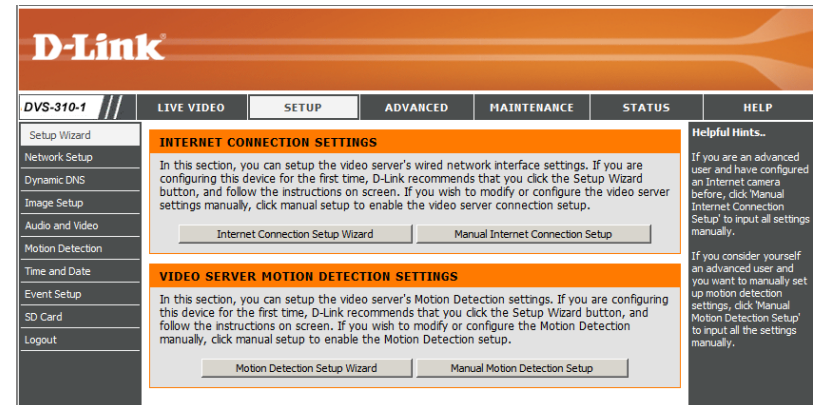 D-Link
DVS-310-1
LIVE VIDEO
SETUP
ADVANCED
MAINTENANCE
STATUS
HELP
Setup Wizard
Network Setup
Dynamic DNS
Image Setup
Audio and Video
Motion Detection
Time and Date
Event Setup
SD Card
Logout
INTERNET CONNECTION SETTINGS
In this section, you can setup the video server's wired network interface settings. If you are
configuring this device for the first time, D-Link recommends that you click the Setup Wizard
button, and follow the instructions on screen. If you wish to modify or configure the video server
settings manually, click manual setup to enable the video server connection setup.
Internet Connection Setup Wizard
Manual Internet Connection Setup
VIDEO SERVER MOTION DETECTION SETTINGS
In this section, you can setup the video server's Motion Detection settings. If you are configuring
this device for the first time, D-Link recommends that you click the Setup Wizard button, and
follow the instructions on screen. If you wish to modify or configure the Motion Detection
manually, click manual setup to enable the Motion Detection setup.
Motion Detection Setup Wizard
Manual Motion Detection Setup
Helpful Hints..
If you are an advanced
user and have configured
an Internet camera
before, click 'Manual
Internet Connection
Setup' to input all settings
manually.
If you consider yourself
an advanced user and
you want to manually set
up motion detection
settings, click 'Manual
Motion Detection Setup'
to input all the settings
manually.